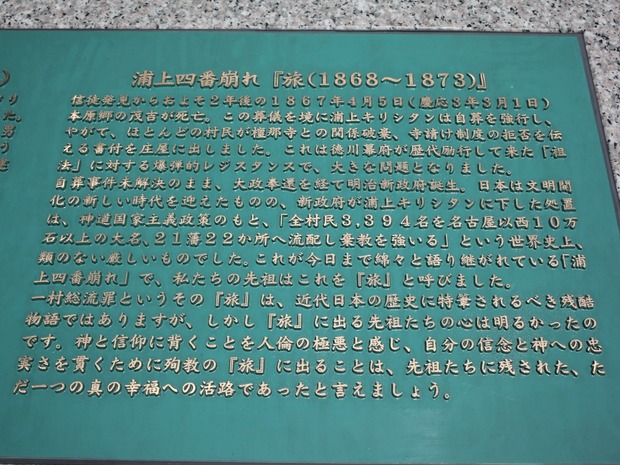 浦上四番崩れ『旅(1868~1873)』
信徒発見からおよそ2年後の1867年4月5日(慶応3年3月1日)
本原郷の茂吉が死亡。この葬儀を境に浦上キリシタンは自葬を強行し、
やがて、ほとんどの村民が檀那寺との関係破棄、寺請け制度の拒否を伝
える書付を庄屋に出しました。これは徳川幕府が歴代励行して来た「祖
法」に対する爆弾的レジスタンスで、大きな問題となりました。
自葬事件未解決のまま、大政奉還を経て明治新政府誕生。日本は文明開
化の新しい時代を迎えたものの、新政府が浦上キリシタンに下した処置
は、神道国家主義政策のもと、「全村民3,394名を名古屋以西10万
石以上の大名、21藩22か所へ流配し棄教を強いる」という世界史上、
類のない厳しいものでした。これが今日まで綿々と語り継がれている「浦
上四番崩れ」で、私たちの先祖はこれを『旅』と呼びました。
一村総流罪というその『旅』は、近代日本の歴史に特筆されるべき残酷
物語ではありますが、しかし『旅』に出る先祖たちの心は明るかったの
です。神と信仰に背くことを人倫の極悪と感じ、自分の信念と神への忠
実さを貫くために殉教の『旅』に出ることは、先祖たちに残された、た
だ一つの真の幸福への活路であったと言えましょう。